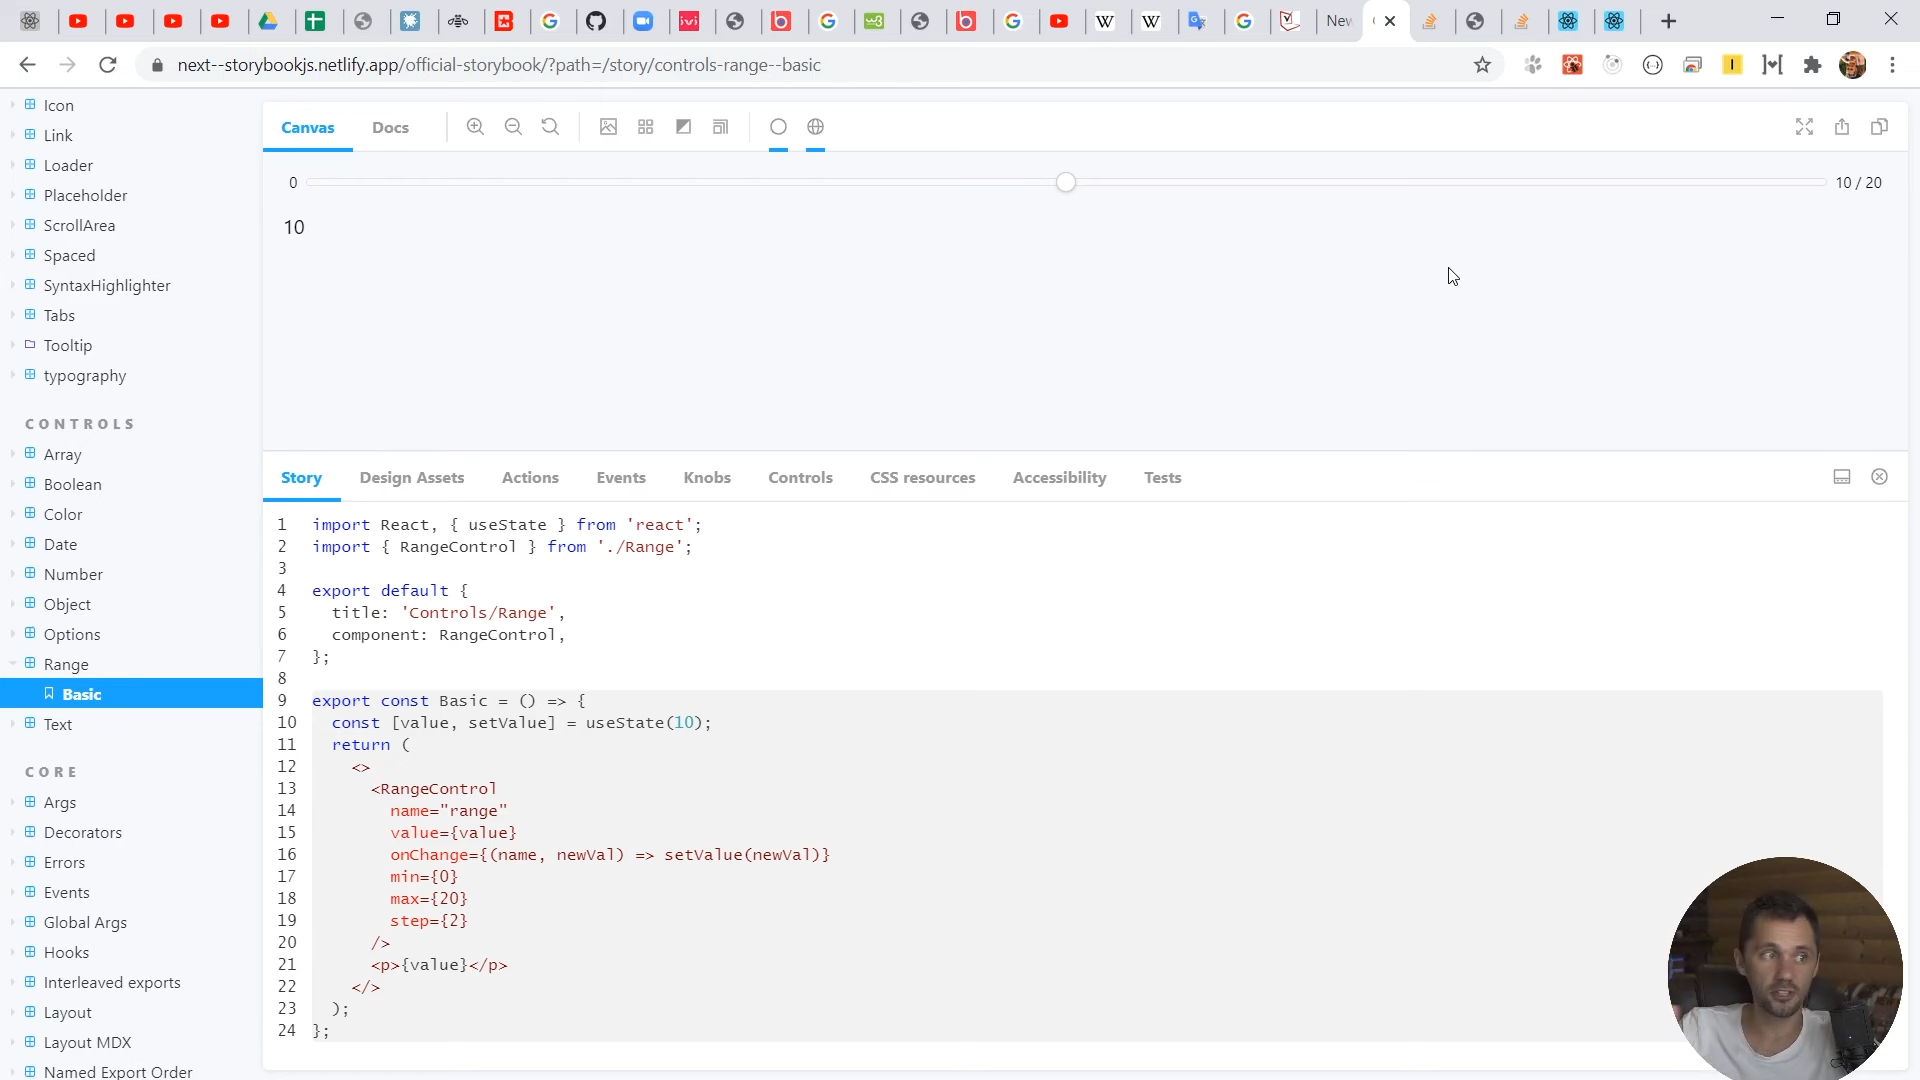 New
next--storybookjs.netlify.app/official-storybook/?path=/story/controls-range--basic
Icon
Link
Loader
Placeholder
ScrollArea
Spaced
SyntaxHighlighter
Tabs
Tooltip
typography
CONTROLS
Array
Boolean
Color
Date
Number
Object
Options
Range
Basic
Text
CORE
Args
Decorators
Errors
Events
Global Args
Hooks
Interleaved exports
Layout
Layout MDX
Named Export Order
Canvas Docs
0 10 / 20
10
Story Design Assets Actions Events Knobs Controls CSS resources Accessibility Tests
1 import React, { useState } from 'react';
2 import { RangeControl } from './Range';
3
4 export default {
5 title: 'Controls/Range',
6 component: RangeControl,
7 };
8
9 export const Basic = () => {
10 const [value, setValue] = useState(10);
11 return (
12 <>
13 <RangeControl
14 name="range"
15 value={value}
16 onChange={(name, newVal) => setValue(newVal)}
17 min={0}
18 max={20}
19 step={2}
20 />
21 <p>{value}</p>
22 </>
23 );
24 };